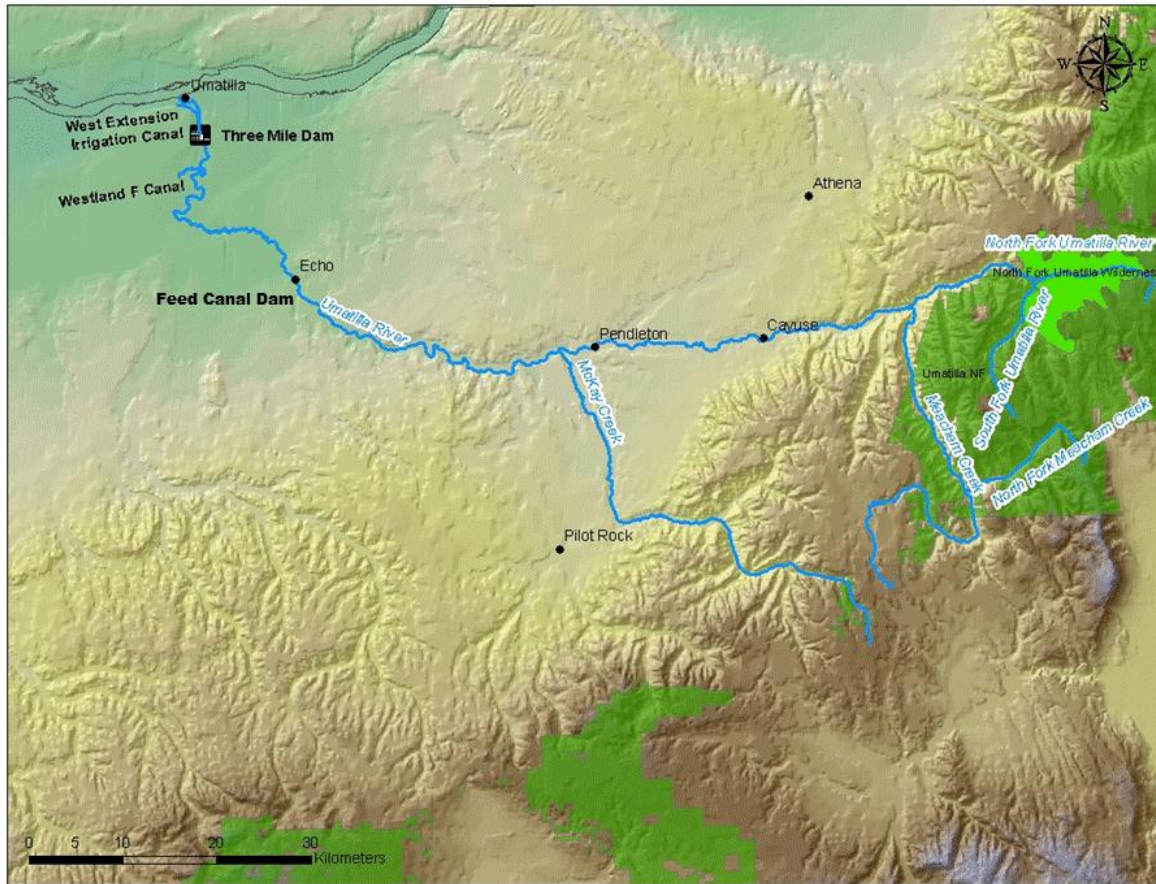 N
W
E
S
Umatilla
West Extension
Irrigation Canal
Three Mile Dam
Westland F Canal
Athena
North Fork Umatilla River
North Fork Umatilla Wildernes
Echo
Feed Canal Dam
Umatilla River
Pendleton
Cayuse
McKay Creek
Umatilla NF
South Fork Umatilla River
Meacham Creek
North Fork Meacham Creek
Pilot Rock
0 5 10 20 30
Kilometers